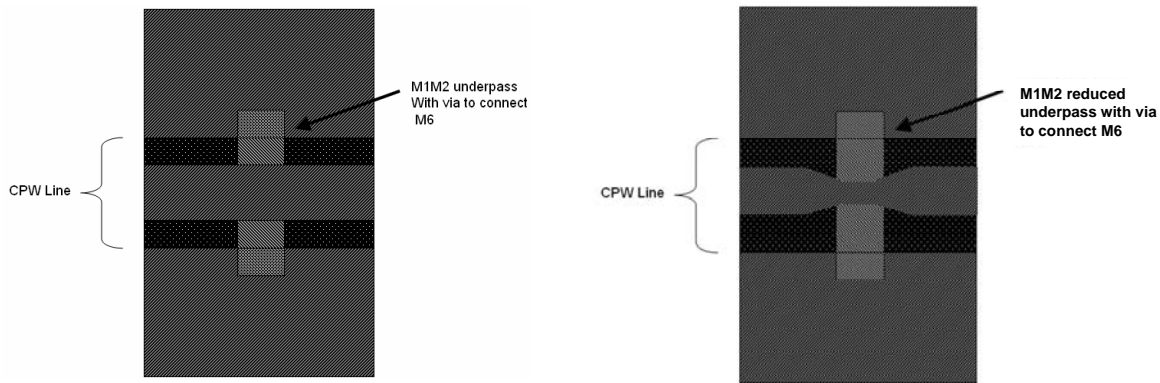 M1M2 underpass
With via to connect
M6
CPW Line
M1M2 reduced
underpass with via
to connect M6
CPW Line